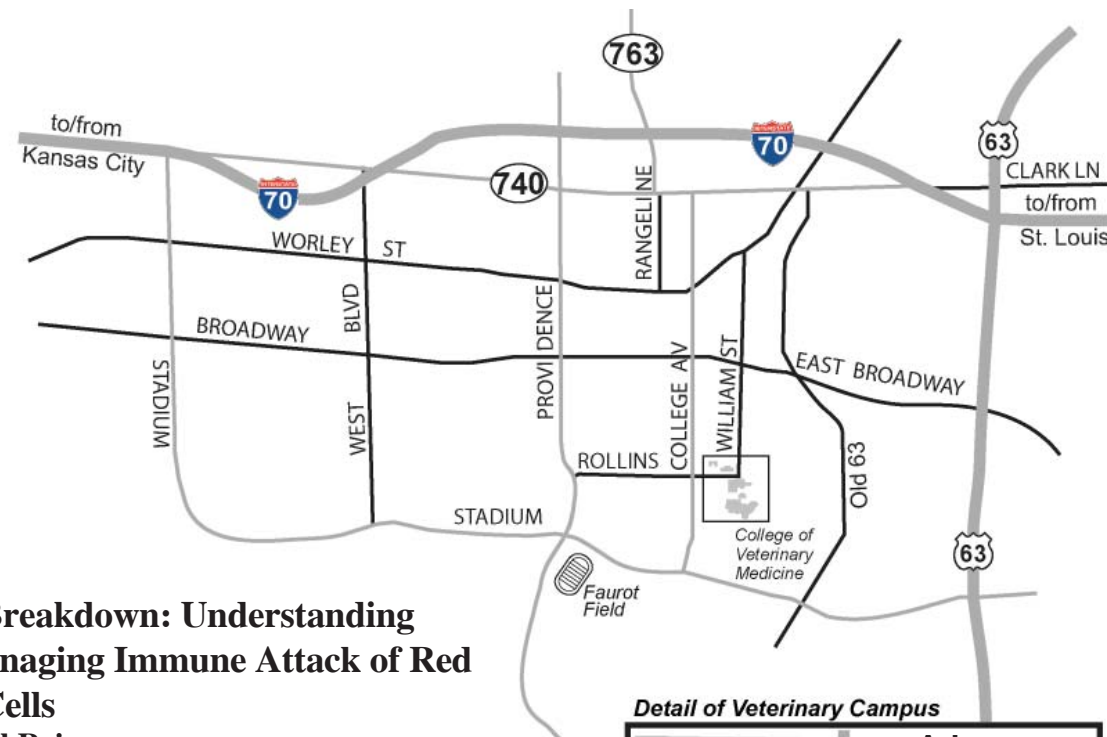 763
to/from
Kansas City
INTERSTATE
70
INTERSTATE
70
740
63
CLARK LN
to/from
St. Louis
WORLEY ST
RANGELINE
BROADWAY
WEST BLVD
PROVIDENCE
STADIUM
COLLEGE AV
WILLIAM ST
EAST BROADWAY
ROLLINS
Old 63
STADIUM
College of
Veterinary
Medicine
63
Faurot
Field
Breakdown: Understanding
naging Immune Attack of Red
Cells
Detail of Veterinary Campus